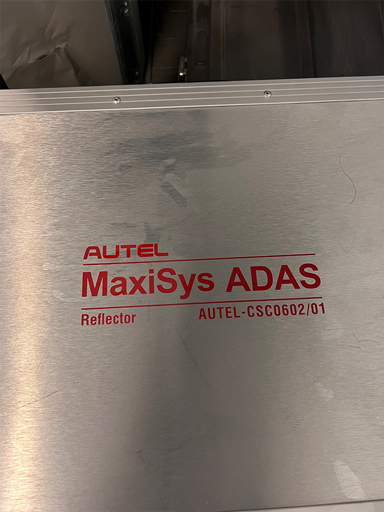 AUTEL
MaxiSys ADAS
Reflector AUTEL-CSC0602/01